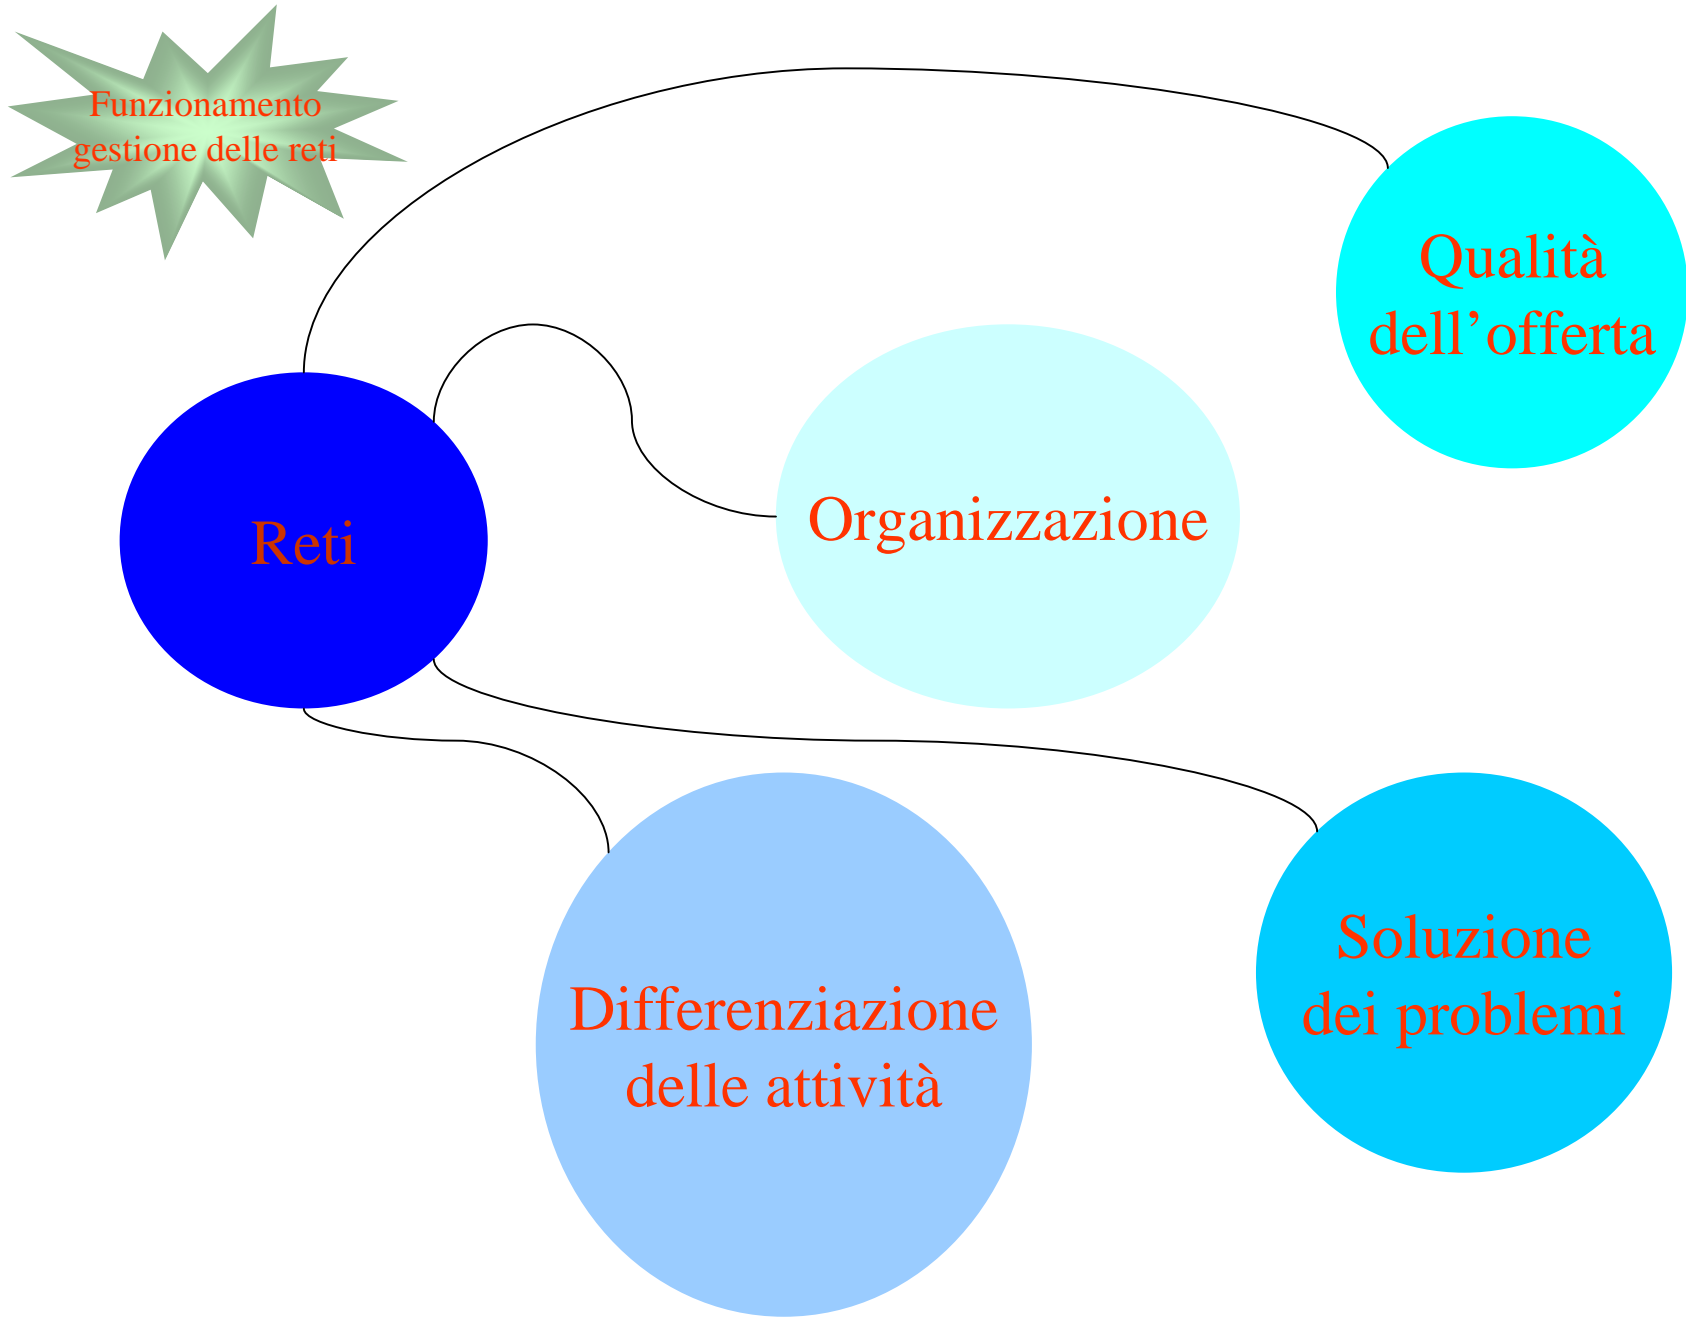 Funzionamento
gestione delle reti
Qualità
dell’offerta
Organizzazione
Reti
Soluzione
dei problemi
Differenziazione
delle attività